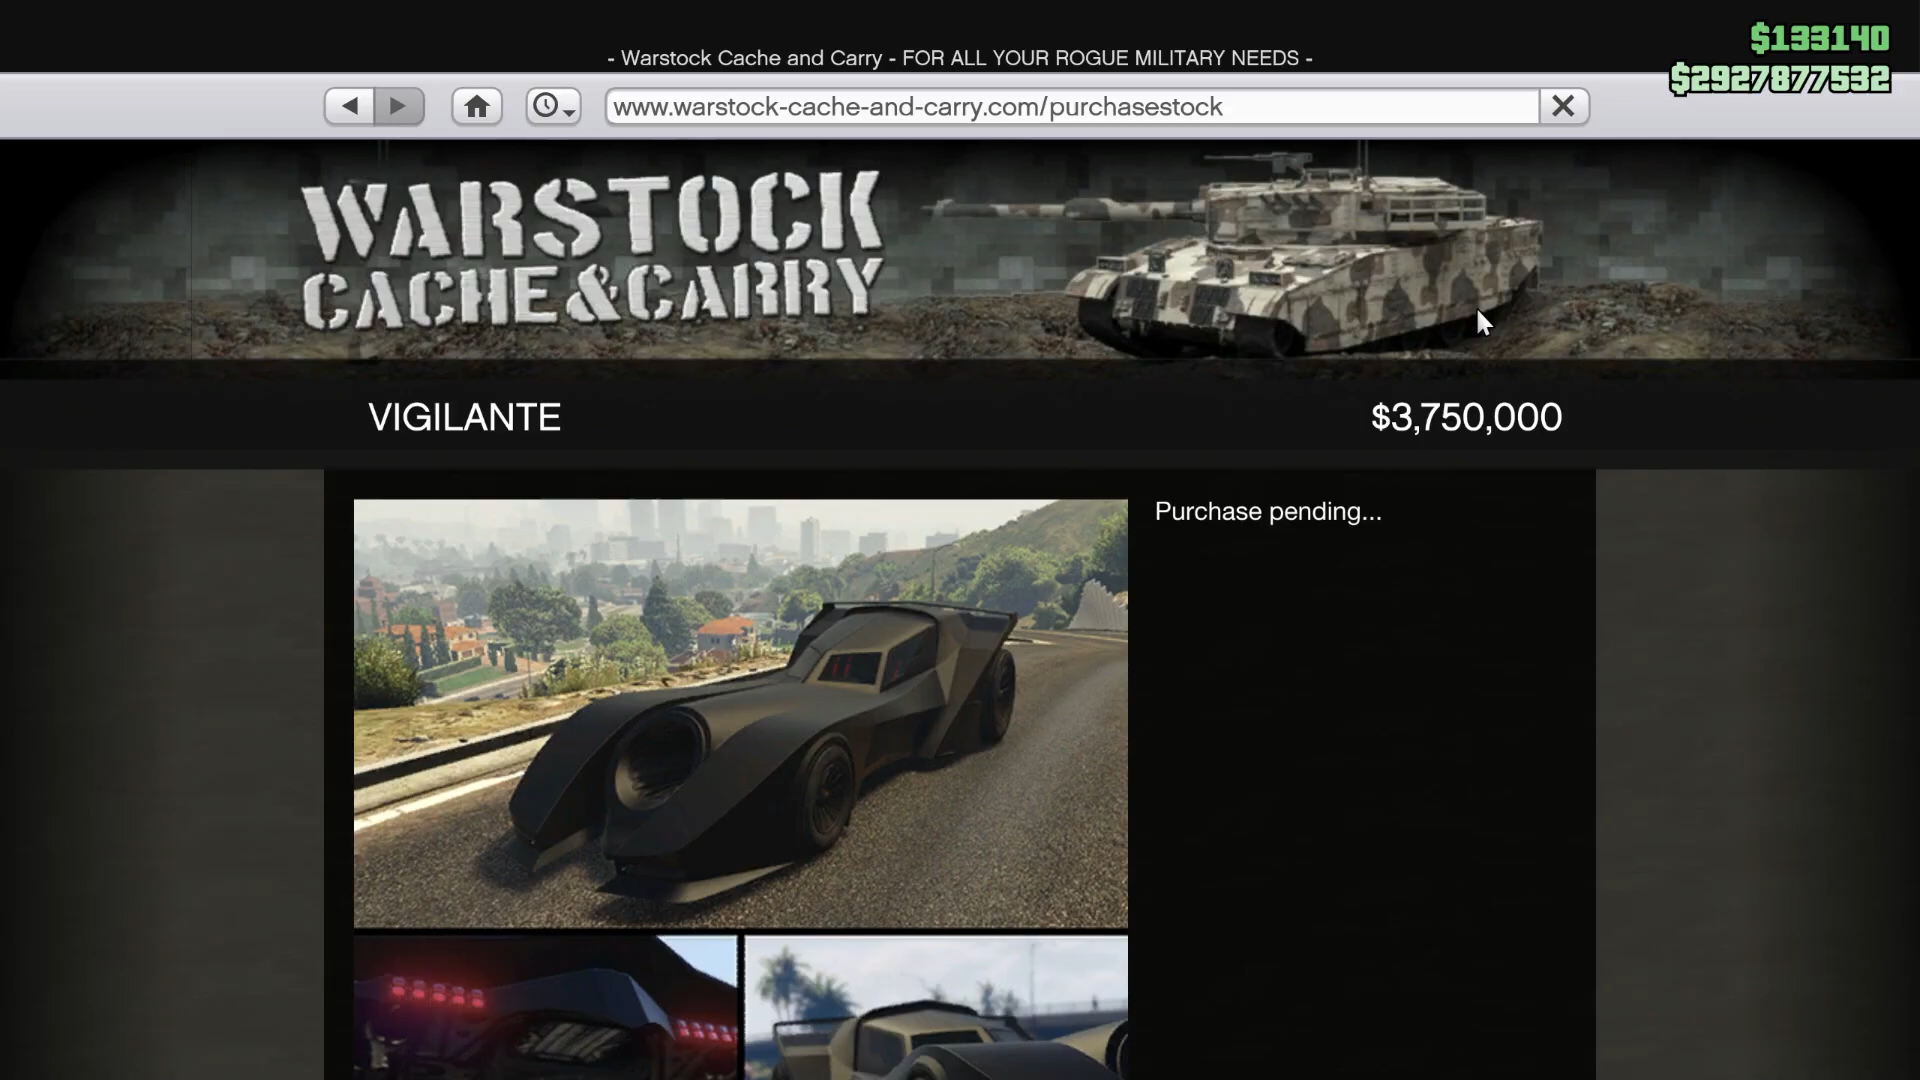 - Warstock Cache and Carry - FOR ALL YOUR ROGUE MILITARY NEEDS -
$133140
$2927877532
www.warstock-cache-and-carry.com/purchasestock
WARSTOCK
CACHE&CARRY
VIGILANTE
$3,750,000
Purchase pending...